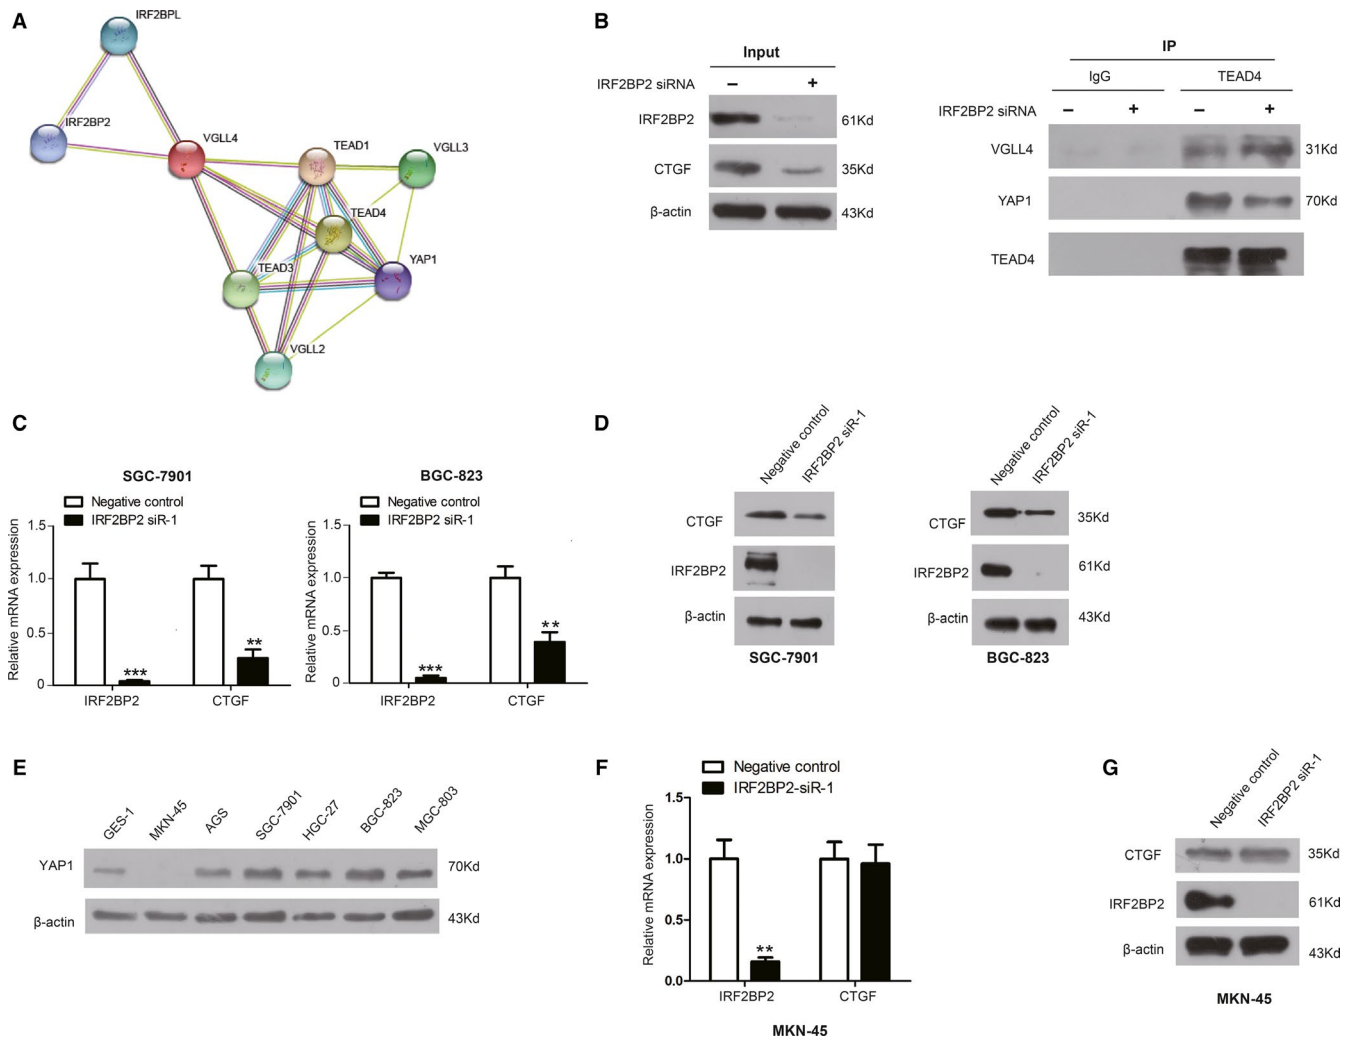 A
IRF2BPL
IRF2BP2
VGLL4
TEAD1
VGLL3
TEAD4
TEAD3
YAP1
VGLL2
B
Input
IRF2BP2 siRNA – +
IRF2BP2 61Kd
CTGF 35Kd
β-actin 43Kd
IP
IgG TEAD4
IRF2BP2 siRNA – + – +
VGLL4 31Kd
YAP1 70Kd
TEAD4
C
SGC-7901
Negative control
IRF2BP2 siR-1
Relative mRNA expression
1.5
1.0
0.5
0
***
**
IRF2BP2 CTGF
BGC-823
Negative control
IRF2BP2 siR-1
Relative mRNA expression
1.5
1.0
0.5
0
***
**
IRF2BP2 CTGF
D
Negative control IRF2BP2 siR-1
CTGF
IRF2BP2
β-actin
SGC-7901
Negative control IRF2BP2 siR-1
CTGF 35Kd
IRF2BP2 61Kd
β-actin 43Kd
BGC-823
E
GES-1 MKN-45 AGS SGC-7901 HGC-27 BGC-823 MGC-803
YAP1 70Kd
β-actin 43Kd
F
Negative control
IRF2BP2-siR-1
Relative mRNA expression
1.5
1.0
0.5
0.0
**
IRF2BP2 CTGF
MKN-45
G
Negative control IRF2BP2 siR-1
CTGF 35Kd
IRF2BP2 61Kd
β-actin 43Kd
MKN-45